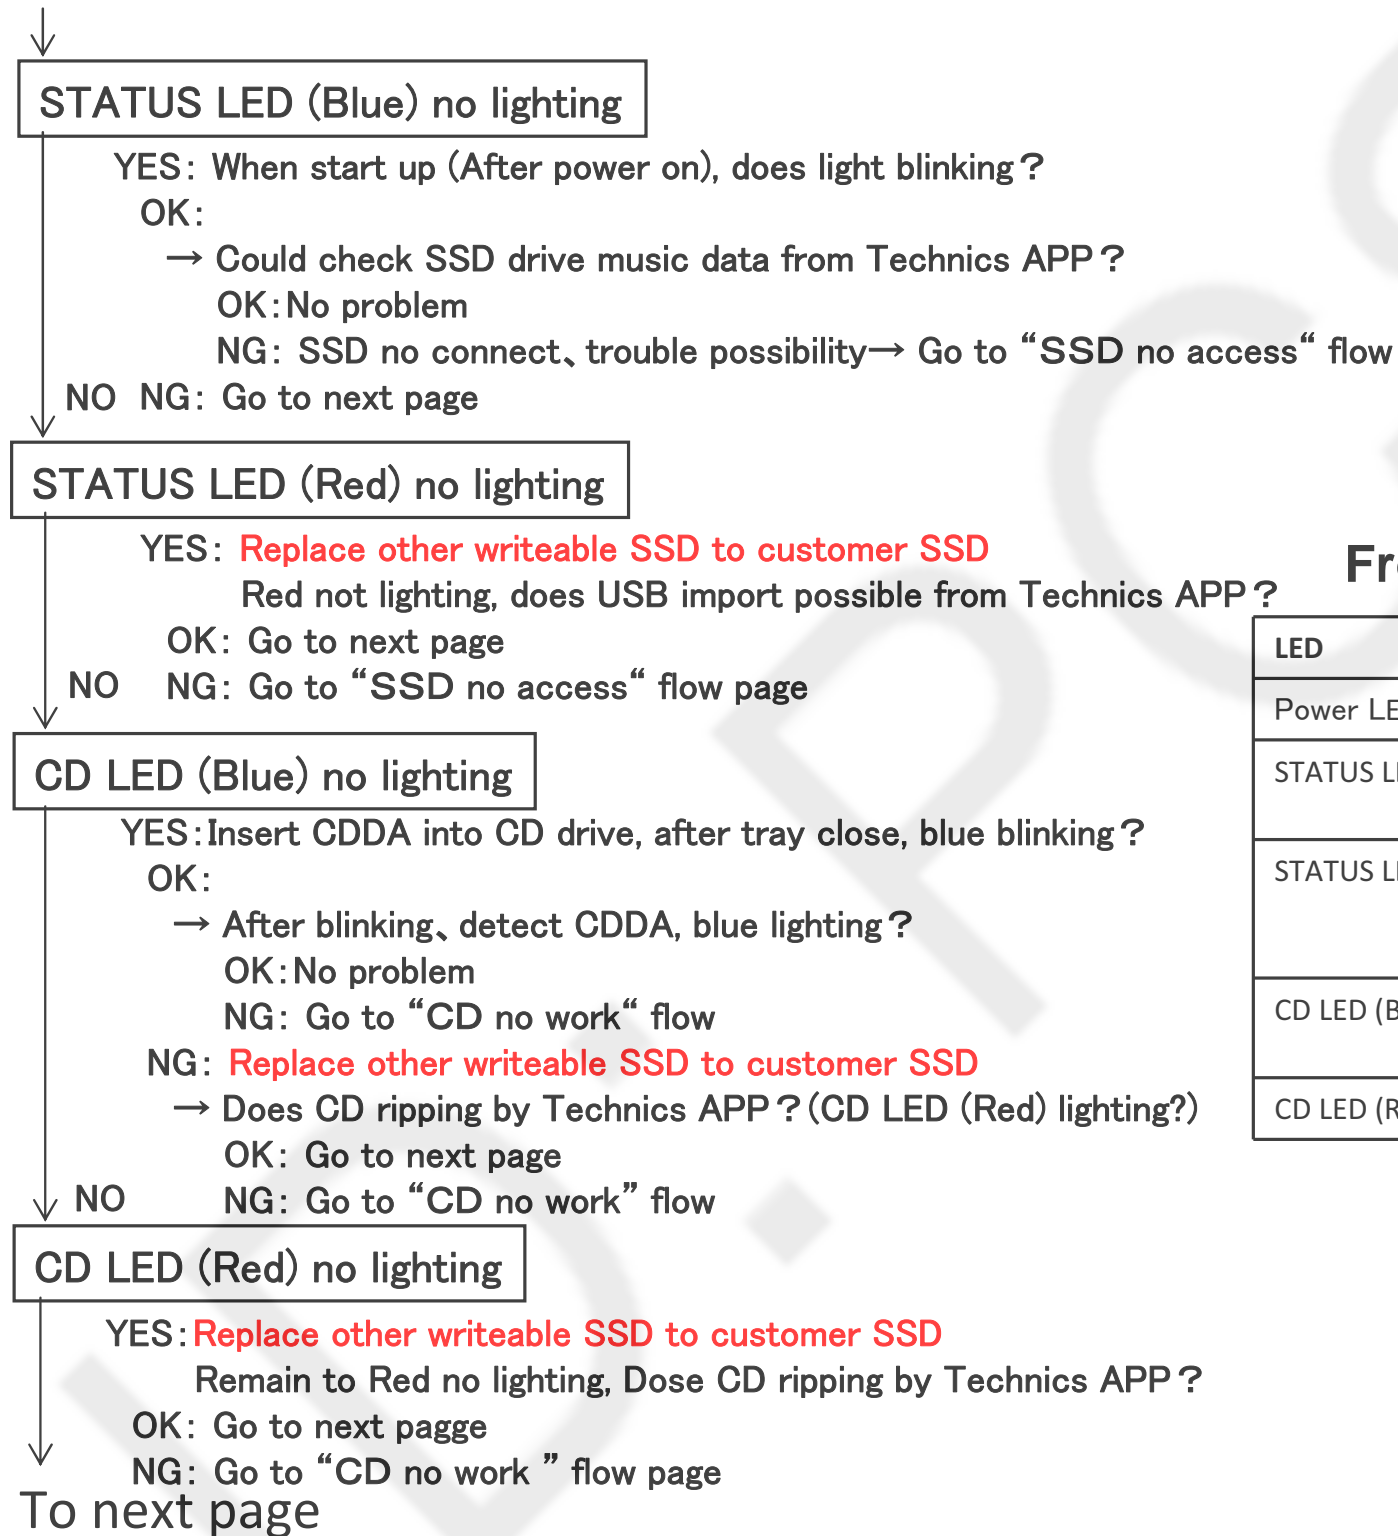 STATUS LED (Blue) no lighting
YES: When start up (After power on), does light blinking?
OK:
→ Could check SSD drive music data from Technics APP?
OK:No problem
NG: SSD no connect、trouble possibility→ Go to “SSD no access“ flow
NO NG: Go to next page
STATUS LED (Red) no lighting
YES: Replace other writeable SSD to customer SSD
Red not lighting, does USB import possible from Technics APP?
OK: Go to next page
NO NG: Go to “SSD no access“ flow page
CD LED (Blue) no lighting
YES:Insert CDDA into CD drive, after tray close, blue blinking?
OK:
→ After blinking、detect CDDA, blue lighting?
OK:No problem
NG: Go to “CD no work“ flow
NG: Replace other writeable SSD to customer SSD
→ Does CD ripping by Technics APP?(CD LED (Red) lighting?)
OK: Go to next page
NO NG: Go to “CD no work” flow
CD LED (Red) no lighting
YES:Replace other writeable SSD to customer SSD
Remain to Red no lighting, Dose CD ripping by Technics APP?
OK: Go to next pagge
NG: Go to “CD no work ” flow page
To next page
LED
Power
STATUS
STATUS
CD LED
CD LED